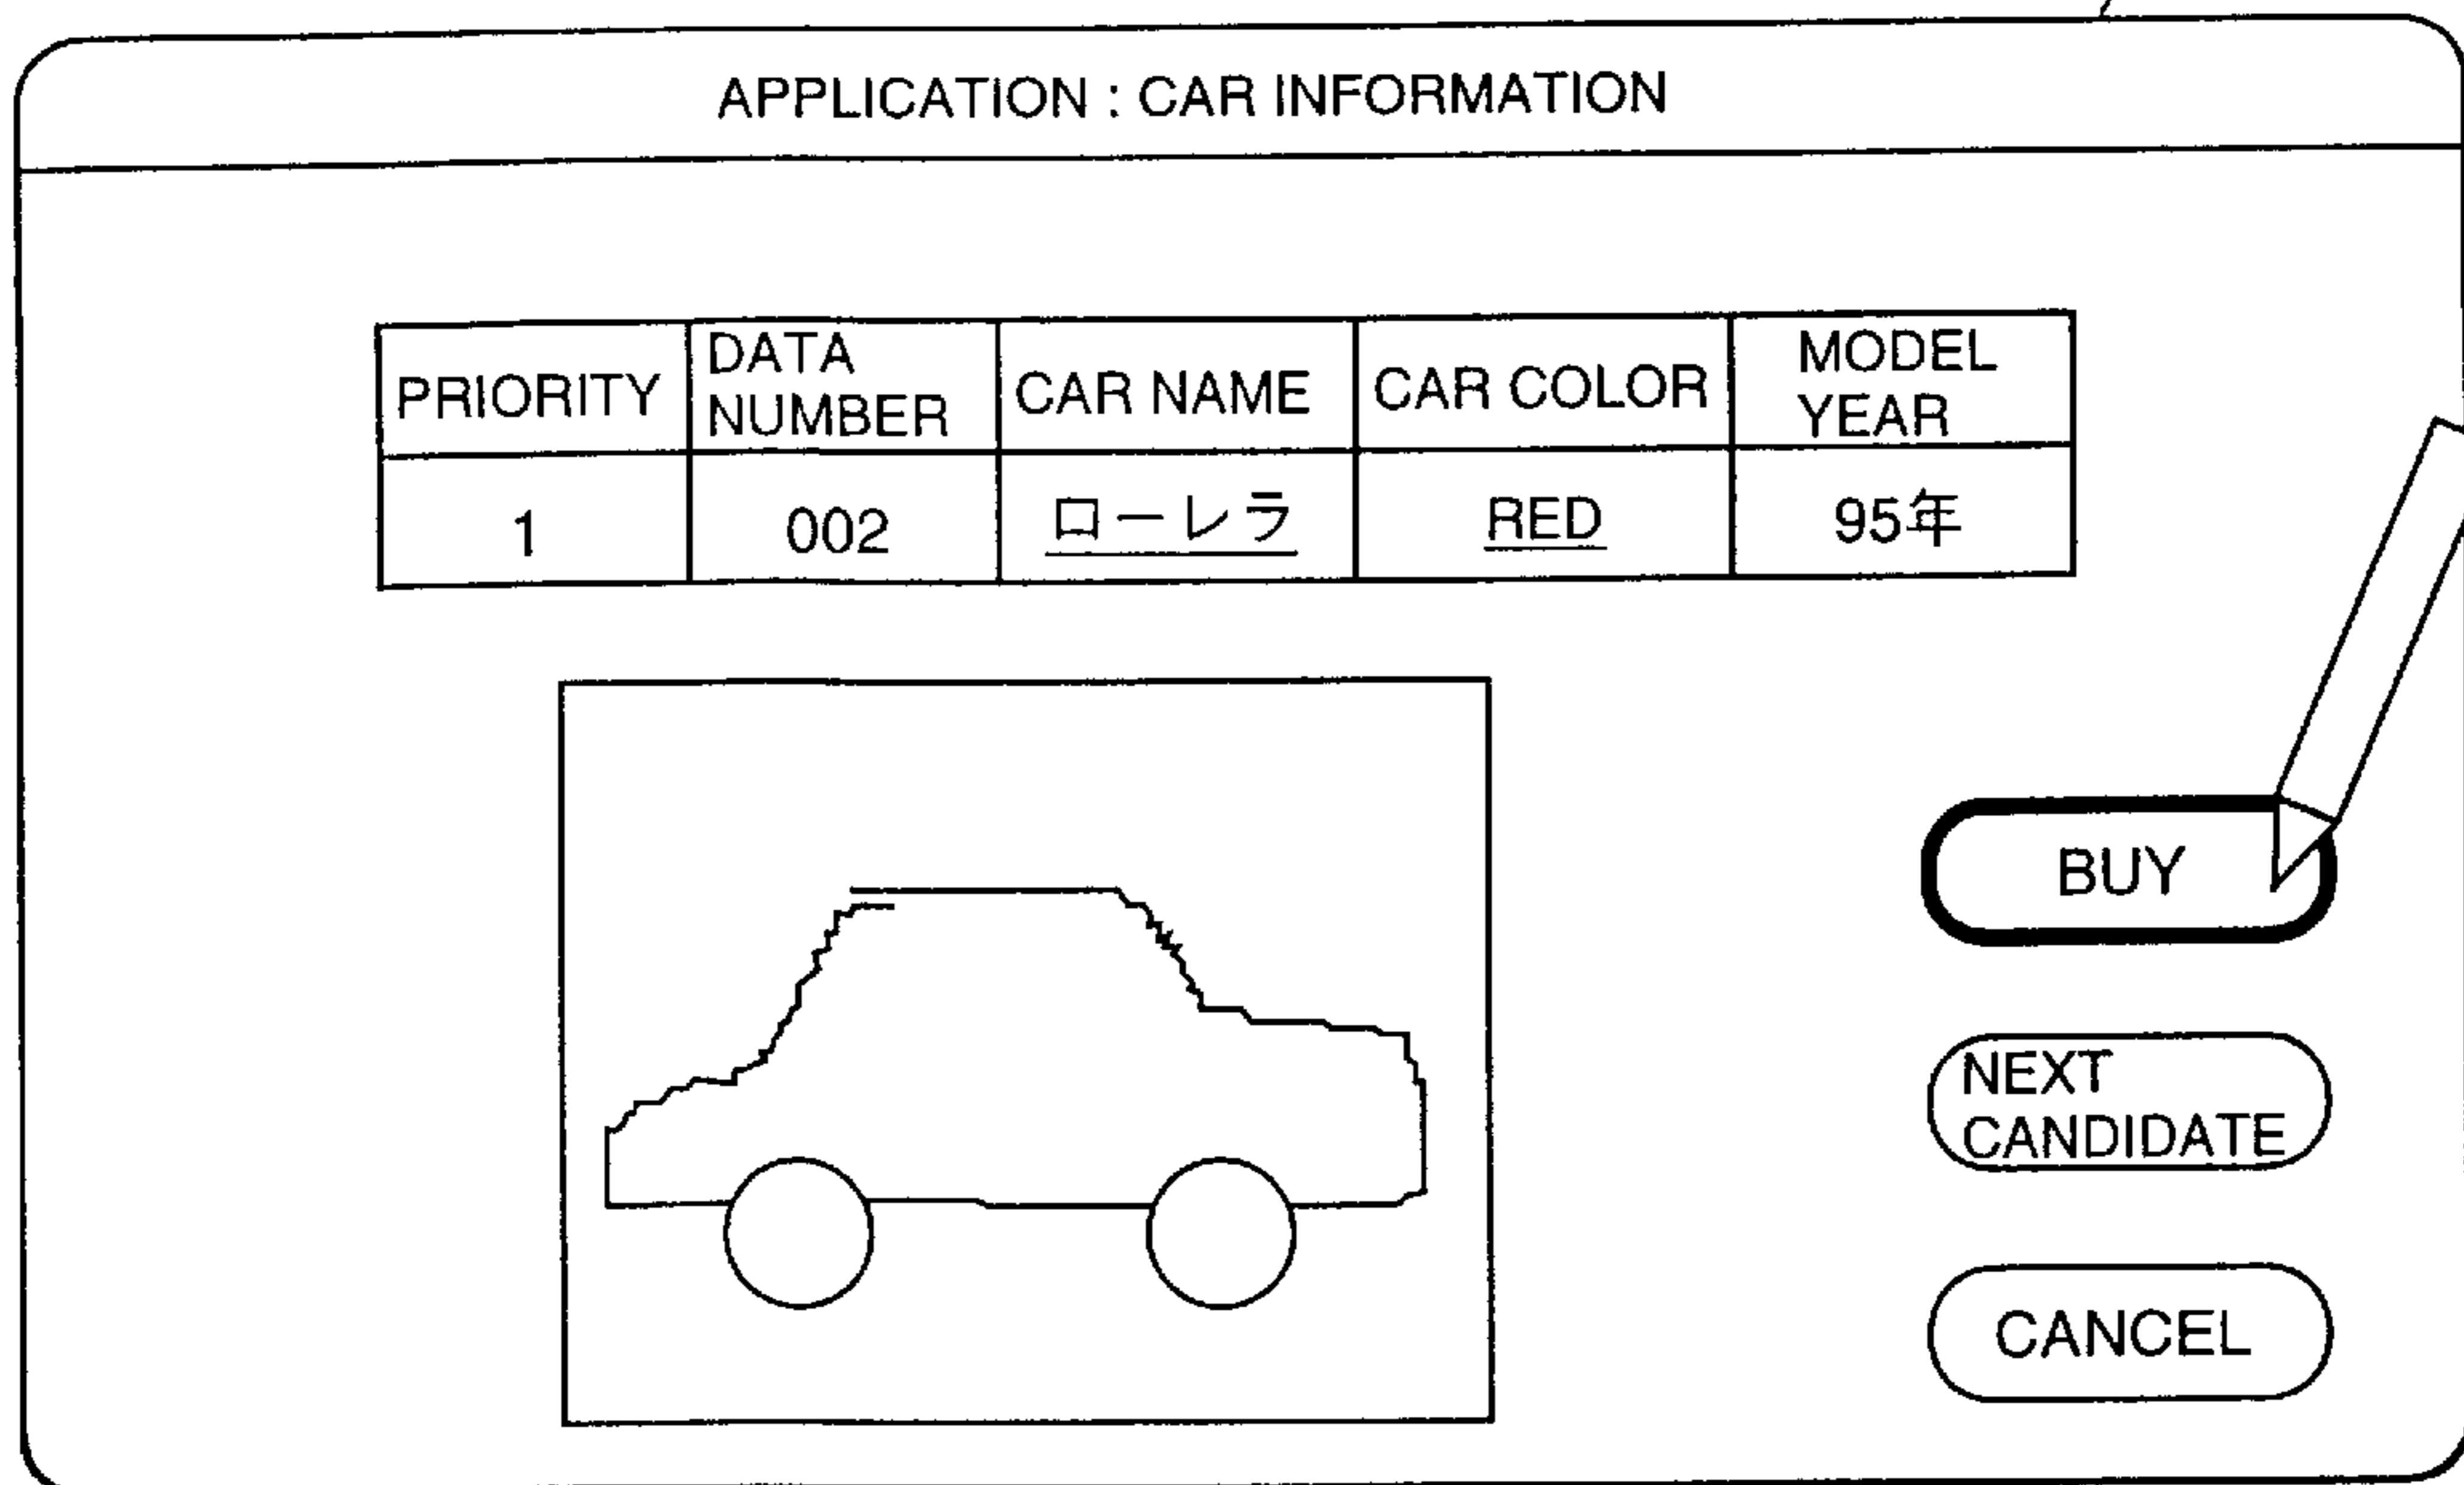 APPLICATION : CAR INFORMATION
PRIORITY
DATA
NUMBER
CAR NAME
CAR COLOR
MODEL
YEAR
1
002
ローレラ
RED
95年
BUY
NEXT
CANDIDATE
CANCEL